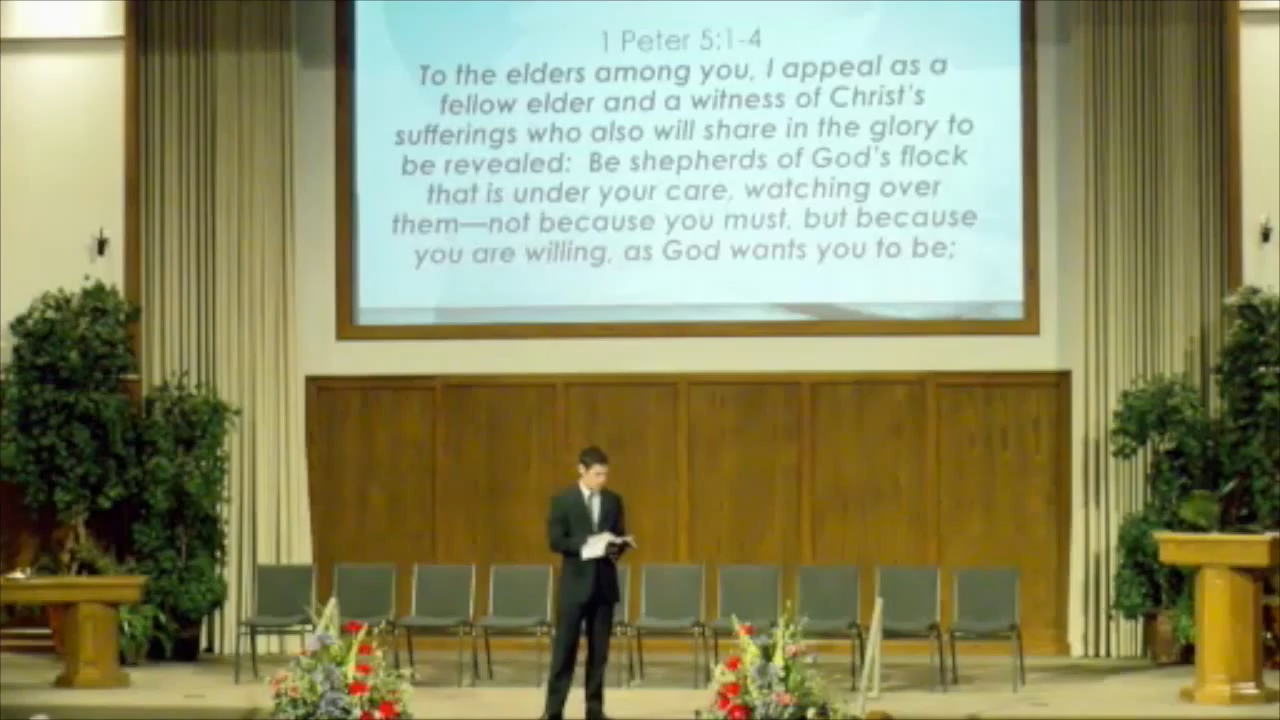 1 Peter 5:1-4
To the elders among you, I appeal as a
fellow elder and a witness of Christ's
sufferings who also will share in the glory to
be revealed: Be shepherds of God's flock
that is under your care, watching over
them—not because you must, but because
you are willing, as God wants you to be;